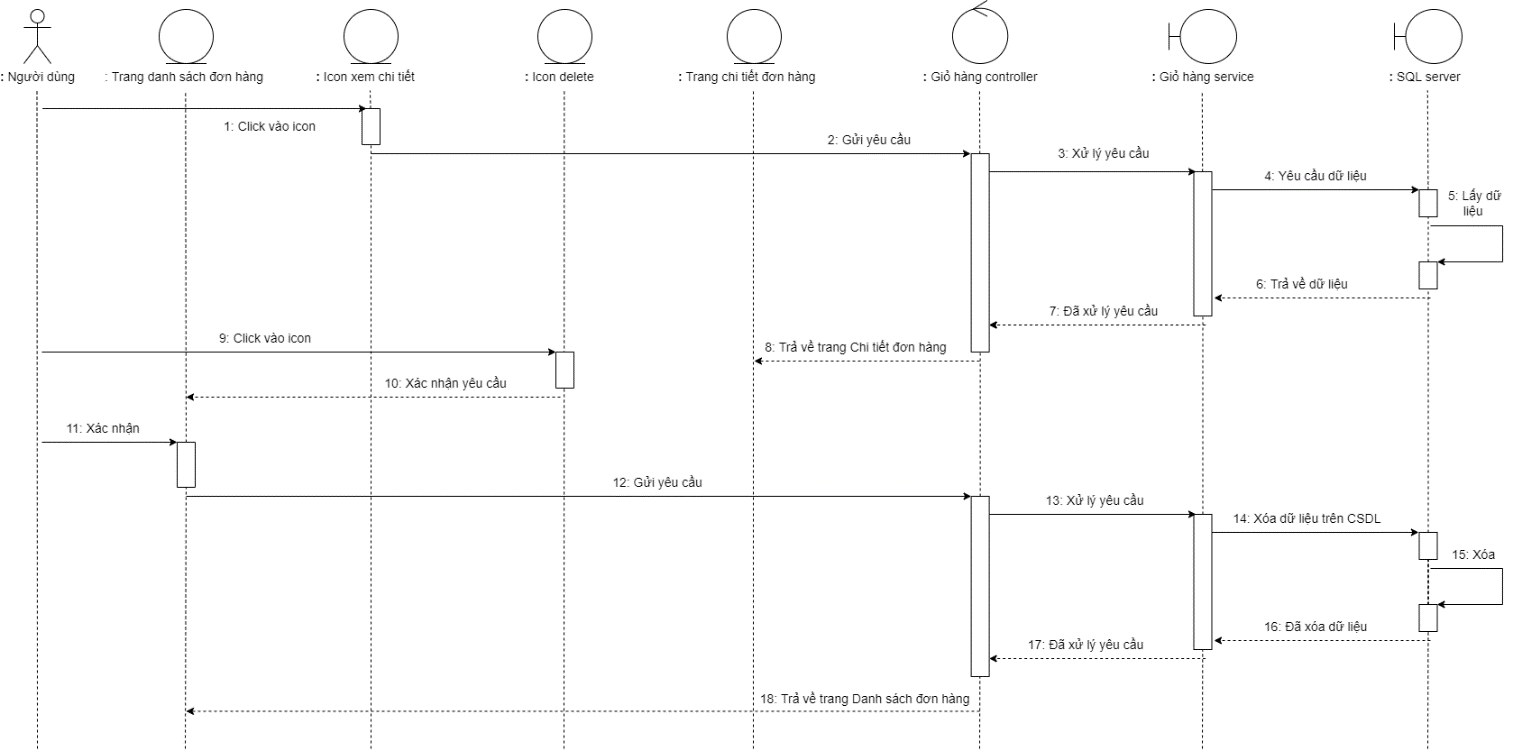 : Người dùng
: Trang danh sách đơn hàng
: Icon xem chi tiết
: Icon delete
: Trang chi tiết đơn hàng
: Giỏ hàng controller
: Giỏ hàng service
: SQL server
1: Click vào icon
2: Gửi yêu cầu
3: Xử lý yêu cầu
4: Yêu cầu dữ liệu
5: Lấy dữ
liệu
6: Trả về dữ liệu
7: Đã xử lý yêu cầu
8: Trả về trang Chi tiết đơn hàng
9: Click vào icon
10: Xác nhận yêu cầu
11: Xác nhận
12: Gửi yêu cầu
13: Xử lý yêu cầu
14: Xóa dữ liệu trên CSDL
15: Xóa
16: Đã xóa dữ liệu
17: Đã xử lý yêu cầu
18: Trả về trang Danh sách đơn hàng